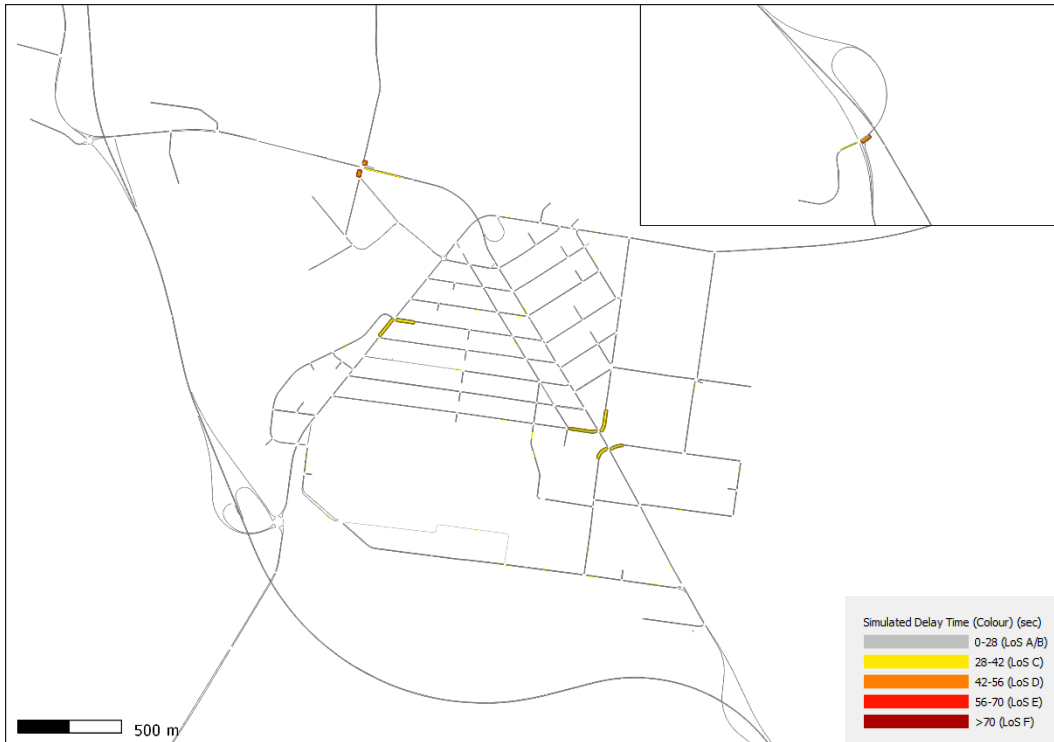 Simulated Delay Time (Colour) (sec)
0-28 (LoS A/B)
28-42 (LoS C)
42-56 (LoS D)
56-70 (LoS E)
>70 (LoS F)
500 m